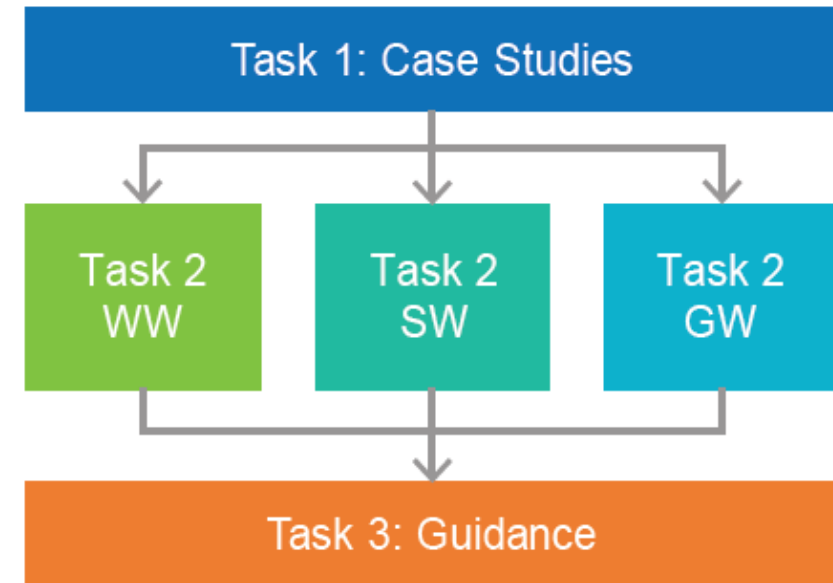 Task 1: Case Studies
Task 2
WW
Task 2
SW
Task 2
GW
Task 3: Guidance